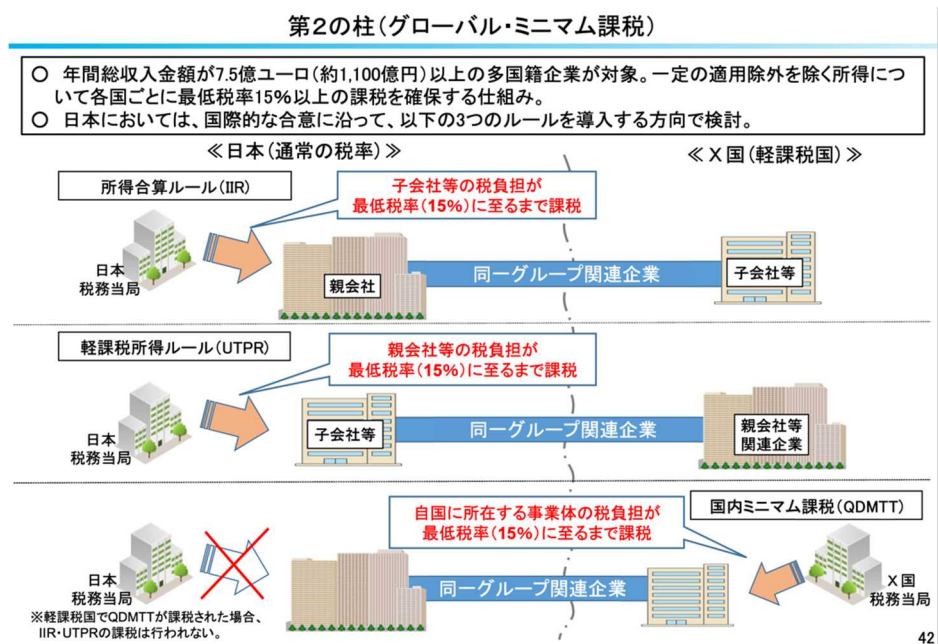 第2の柱(グローバル・ミニマム課税)
○ 年間総収入金額が7.5億ユーロ(約1,100億円)以上の多国籍企業が対象。一定の適用除外を除く所得につ
いて各国ごとに最低税率15%以上の課税を確保する仕組み。
○ 日本においては、国際的な合意に沿って、以下の3つのルールを導入する方向で検討。
≪日本(通常の税率)≫
≪X国(軽課税国)≫
所得合算ルール(IIR)
子会社等の税負担が
最低税率(15%)に至るまで課税
日本
税務当局
親会社
同一グループ関連企業
子会社等
軽課税所得ルール(UTPR)
親会社等の税負担が
最低税率(15%)に至るまで課税
日本
税務当局
子会社等
同一グループ関連企業
親会社等
関連企業
自国に所在する事業体の税負担が
最低税率(15%)に至るまで課税
国内ミニマム課税(QDMTT)
日本
税務当局
同一グループ関連企業
X国
税務当局
※軽課税国でQDMTTが課税された場合、
IIR・UTPRの課税は行われない。
42